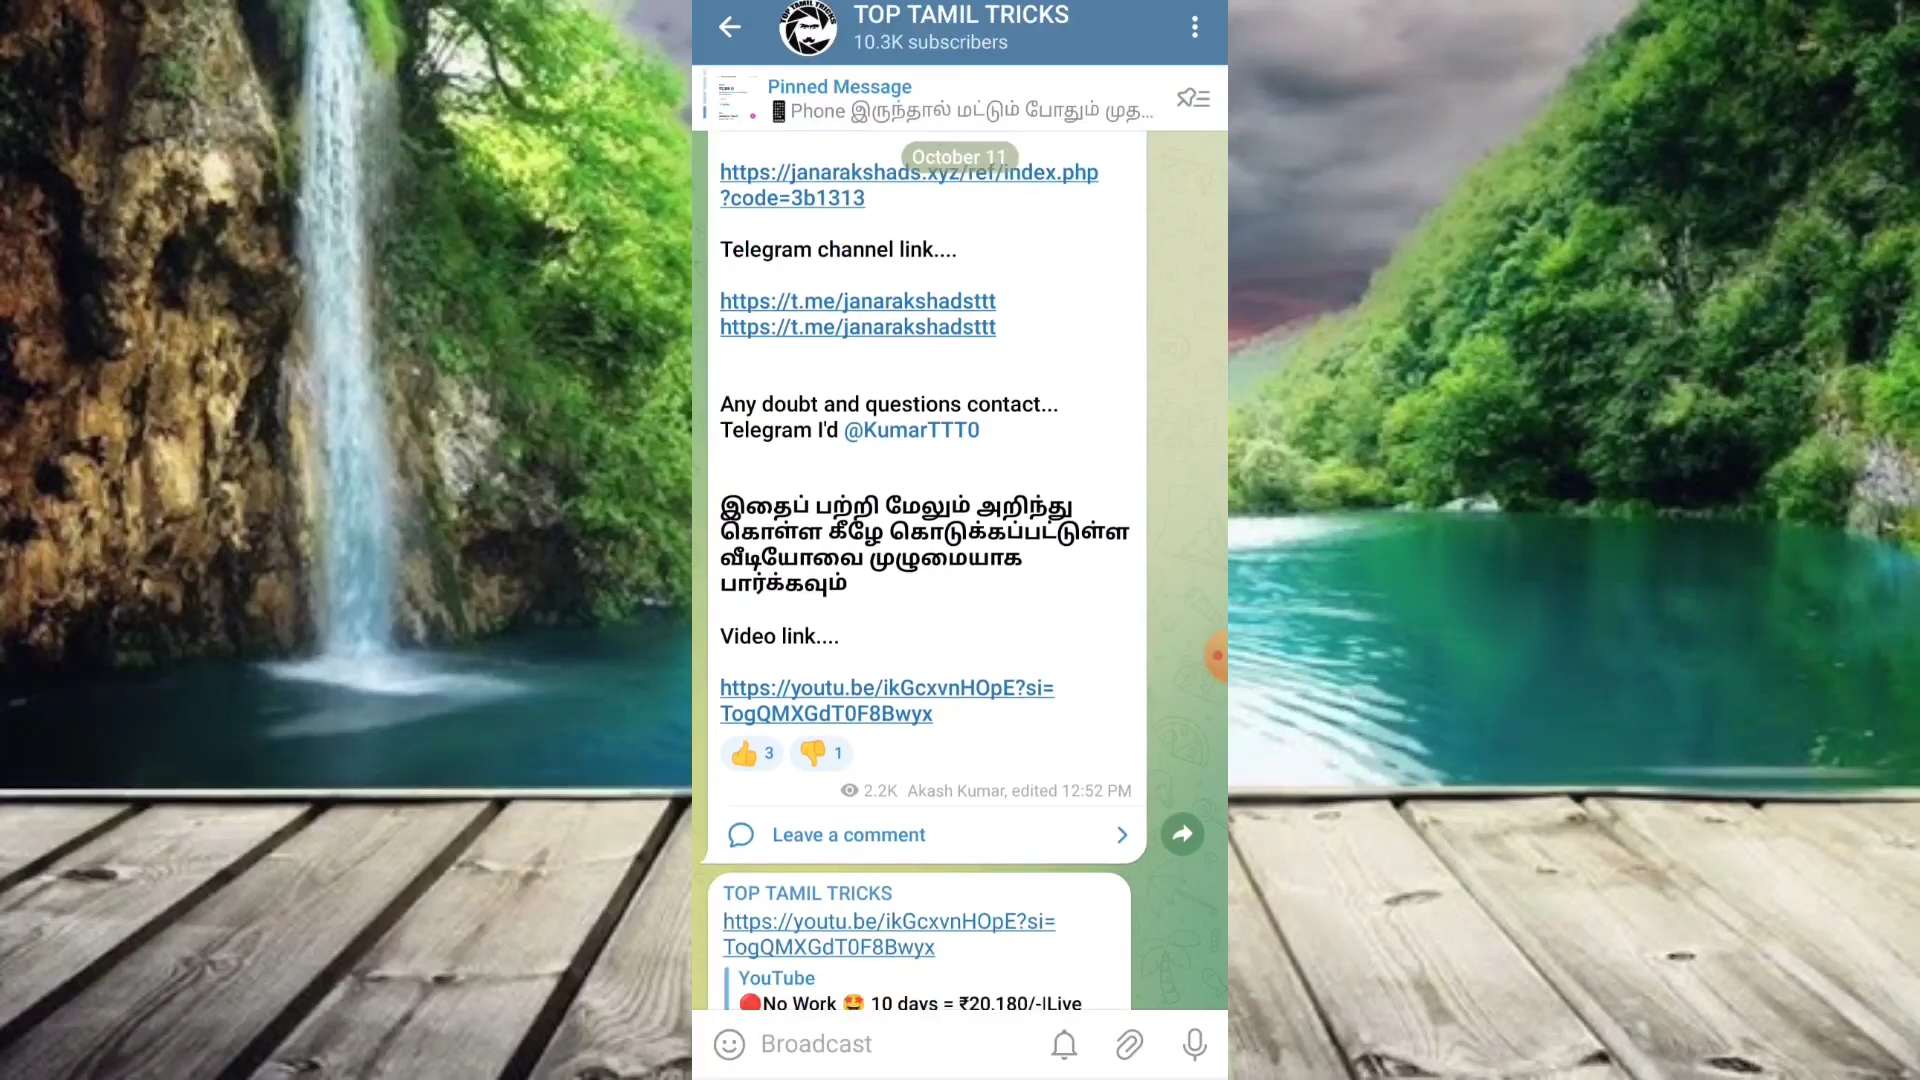 TOP TAMIL TRICKS
TOP TAMIL TRICKS
10.3K subscribers
Pinned Message
Phone இருந்தால் மட்டும் போதும் முத...
October 11
https://janarakshads.xyz/ref/index.php
?code=3b1313
Telegram channel link....
https://t.me/janarakshadsttt
https://t.me/janarakshadsttt
Any doubt and questions contact...
Telegram I'd @KumarTTT0
இதைப் பற்றி மேலும் அறிந்து
கொள்ள கீழே கொடுக்கப்பட்டுள்ள
வீடியோவை முழுமையாக
பார்க்கவும்
Video link....
https://youtu.be/ikGcxvnHOpE?si=
TogQMXGdT0F8Bwyx
👍 3 👎 1
2.2K Akash Kumar, edited 12:52 PM
Leave a comment
TOP TAMIL TRICKS
https://youtu.be/ikGcxvnHOpE?si=
TogQMXGdT0F8Bwyx
YouTube
🔴No Work 🤩 10 days = ₹20,180/-|Live
Broadcast